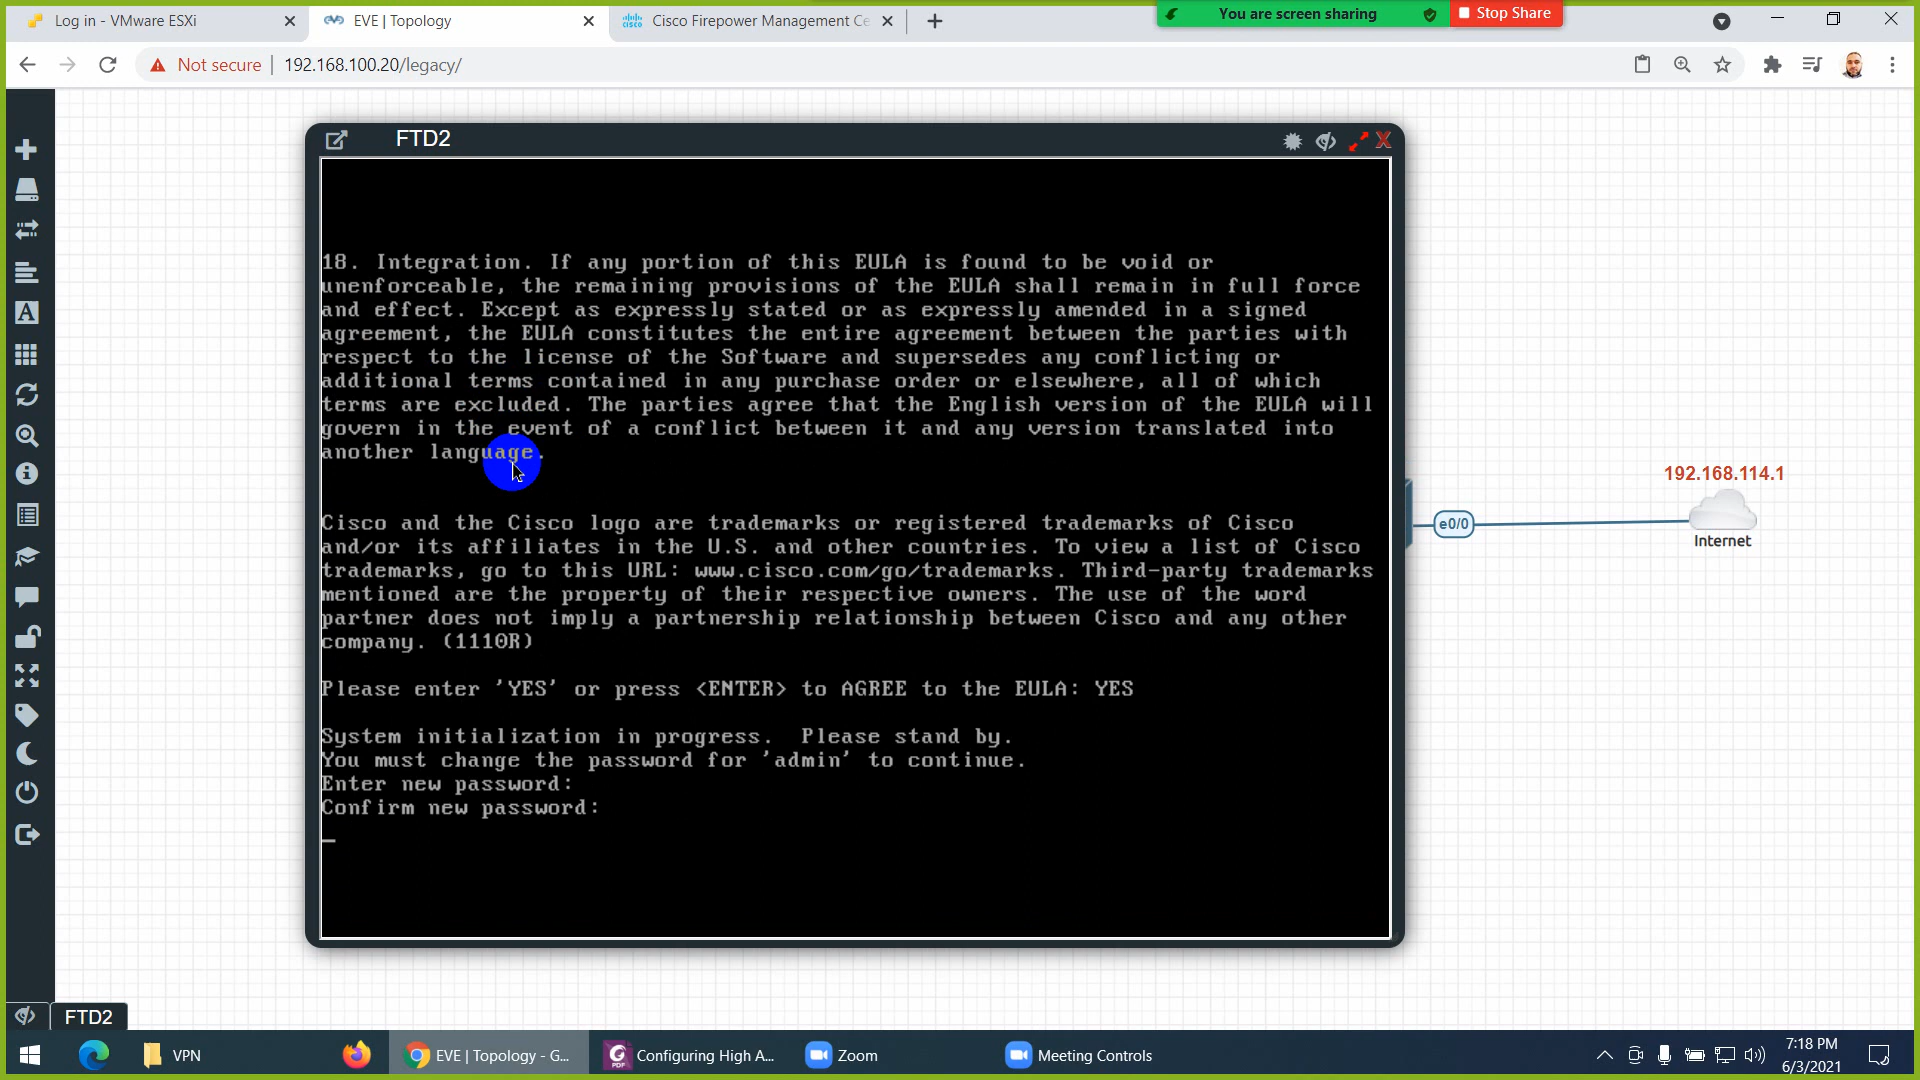 Log in - VMware ESXi
EVE | Topology
Cisco Firepower Management Ce
You are screen sharing
Stop Share
Not secure
192.168.100.20/legacy/
FTD2
18. Integration. If any portion of this EULA is found to be void or
unenforceable, the remaining provisions of the EULA shall remain in full force
and effect. Except as expressly stated or as expressly amended in a signed
agreement, the EULA constitutes the entire agreement between the parties with
respect to the license of the Software and supersedes any conflicting or
additional terms contained in any purchase order or elsewhere, all of which
terms are excluded. The parties agree that the English version of the EULA will
govern in the event of a conflict between it and any version translated into
another language.
Cisco and the Cisco logo are trademarks or registered trademarks of Cisco
and/or its affiliates in the U.S. and other countries. To view a list of Cisco
trademarks, go to this URL: www.cisco.com/go/trademarks. Third-party trademarks
mentioned are the property of their respective owners. The use of the word
partner does not imply a partnership relationship between Cisco and any other
company. (1110R)
Please enter 'YES' or press <ENTER> to AGREE to the EULA: YES
System initialization in progress.  Please stand by.
You must change the password for 'admin' to continue.
Enter new password:
Confirm new password:
192.168.114.1
e0/0
Internet
FTD2
VPN
EVE | Topology - G...
Configuring High A...
Zoom
Meeting Controls
7:18 PM
6/3/2021